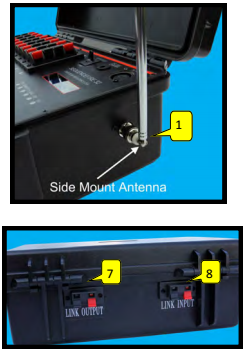 1
Side Mount Antenna
7
8
LINK OUTPUT
LINK INPUT